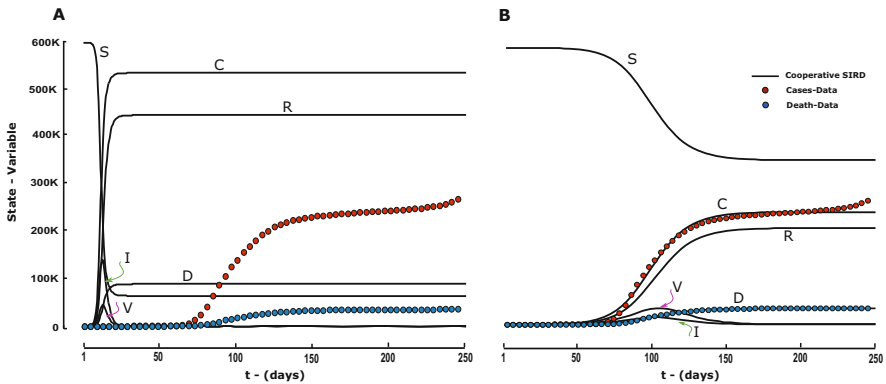 A
B
600K
500K
400K
300K
200K
100K
0
State - Variable
S
C
R
I
D
V
1
50
100
150
200
250
t - (days)
S
Cooperative SIRD
Cases-Data
Death-Data
C
R
V
D
I
1
50
100
150
200
250
t - (days)